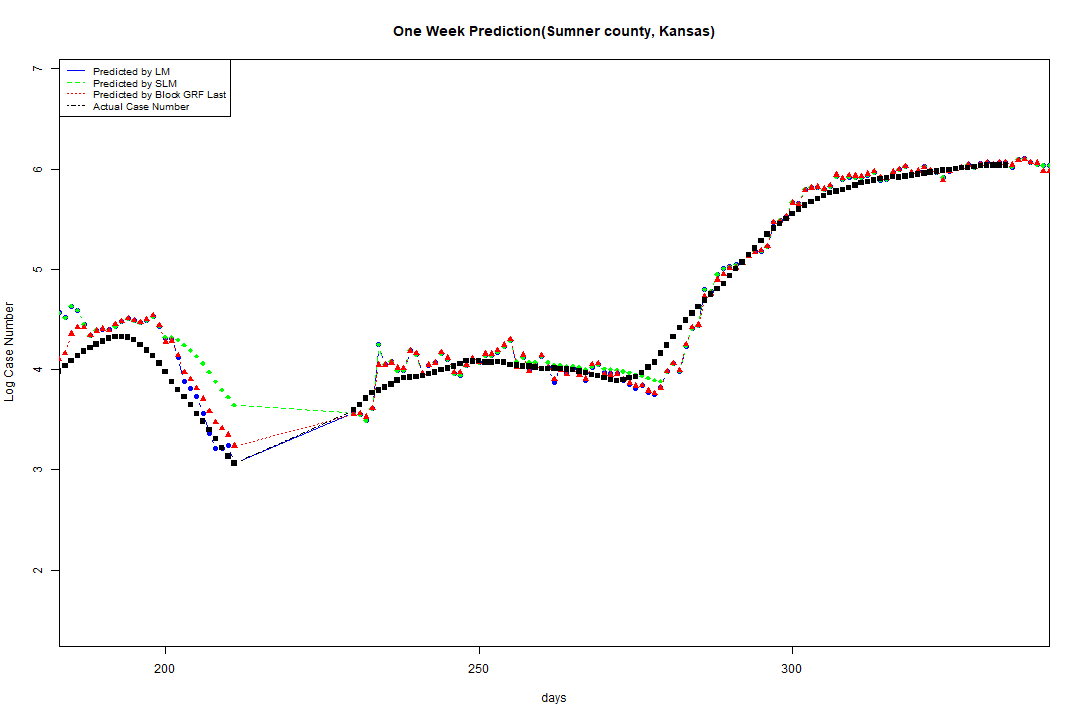 One Week Prediction(Sumner county, Kansas)
Predicted by LM
Predicted by SLM
Predicted by Block GRF Last
Actual Case Number
7
6
5
4
3
2
Log Case Number
200
250
300
days